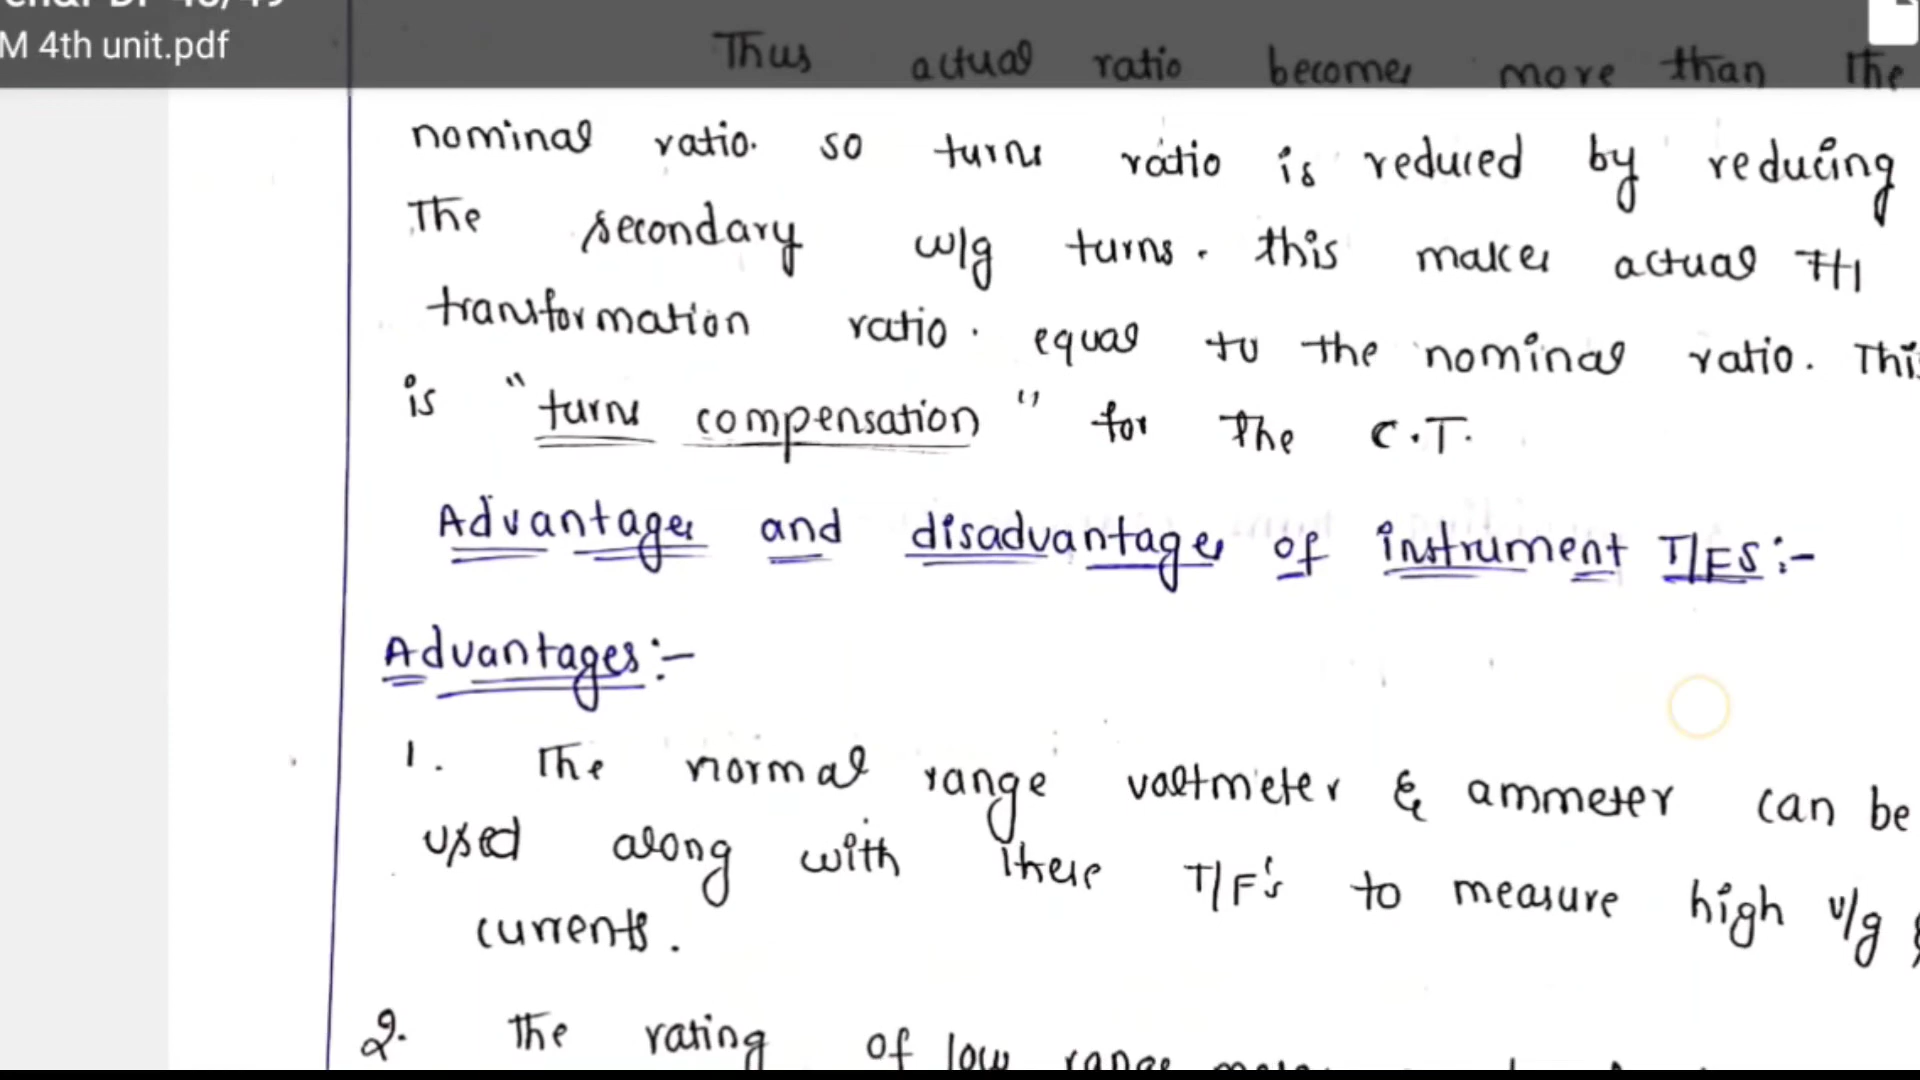 M 4th unit.pdf
Thus actual ratio becomes more than the
nominal ratio. so turns ratio is reduced by reducing
The secondary w/g turns. this makes actual
transformation ratio. equal to the nominal ratio. This
is "turns compensation" for the C.T.
Advantages and disadvantages of instrument T/FS:-
Advantages:-
1. The normal range voltmeter & ammeter can be
used along with these T/F's to measure high v/g &
currents.
2. the rating of low range